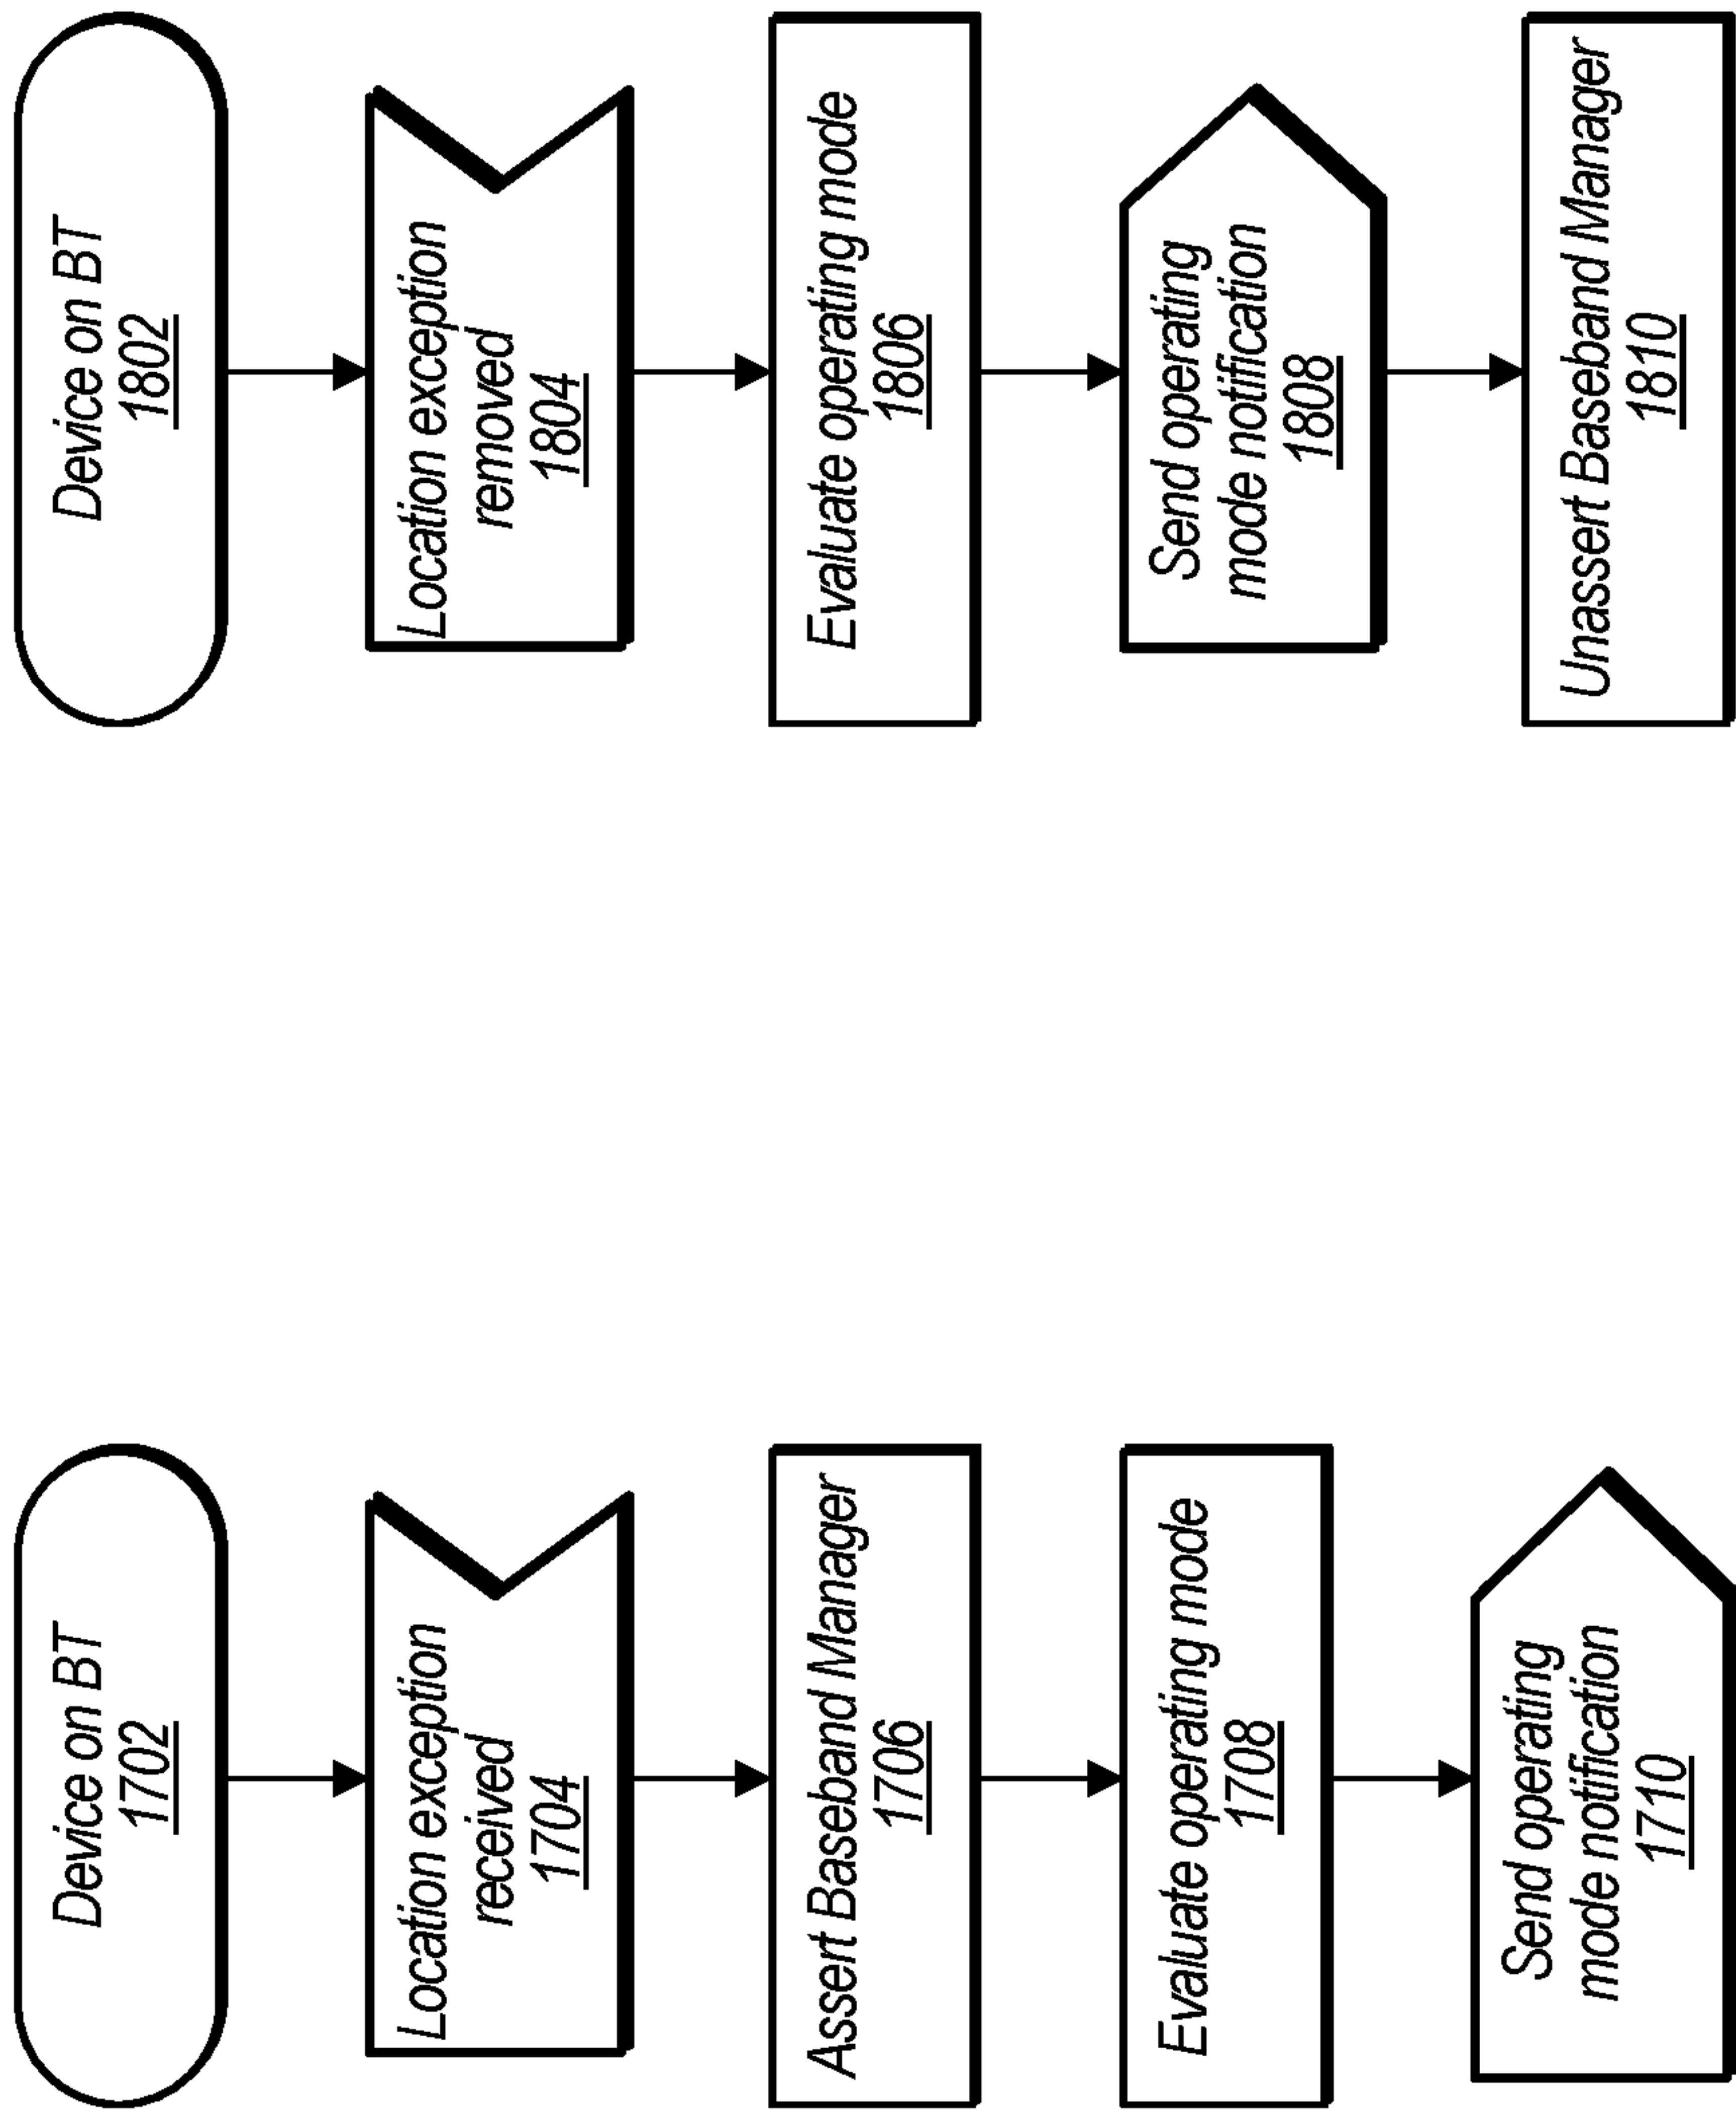 Device on BT
1702
Location exception
received
1704
Assert Baseband Manager
1706
Evaluate operating mode
1708
Send operating
mode notification
1710
Device on BT
1802
Location exception
removed
1804
Evaluate operating mode
1806
Send operating
mode notification
1808
Unassert Baseband Manager
1810